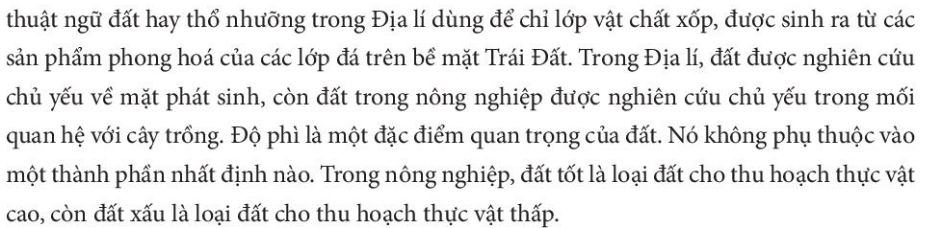 thuật ngữ đất hay thổ nhưỡng trong Địa lí dùng để chỉ lớp vật chất xốp, được sinh ra từ các
sản phẩm phong hoá của các lớp đá trên bề mặt Trái Đất. Trong Địa lí, đất được nghiên cứu
chủ yếu về mặt phát sinh, còn đất trong nông nghiệp được nghiên cứu chủ yếu trong mối
quan hệ với cây trồng. Độ phì là một đặc điểm quan trọng của đất. Nó không phụ thuộc vào
một thành phần nhất định nào. Trong nông nghiệp, đất tốt là loại đất cho thu hoạch thực vật
cao, còn đất xấu là loại đất cho thu hoạch thực vật thấp.